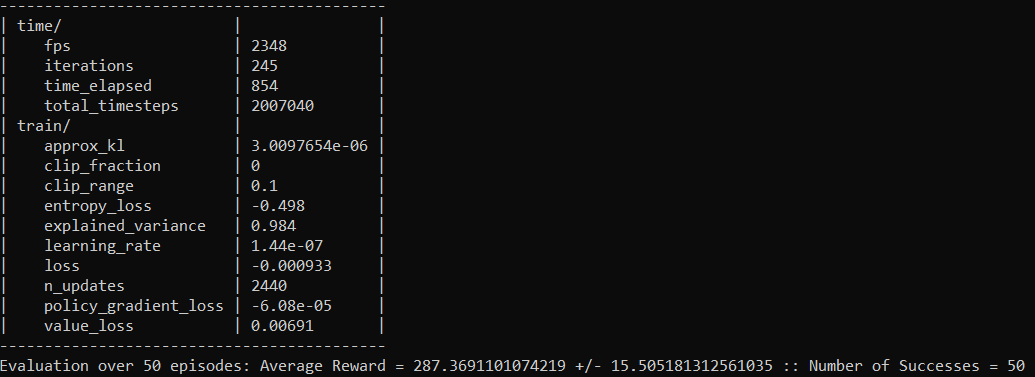 -------------------------------------------
| time/                   |               |
|    fps                  | 2348          |
|    iterations           | 245           |
|    time_elapsed         | 854           |
|    total_timesteps      | 2007040       |
| train/                  |               |
|    approx_kl            | 3.0097654e-06 |
|    clip_fraction        | 0             |
|    clip_range           | 0.1           |
|    entropy_loss         | -0.498        |
|    explained_variance   | 0.984         |
|    learning_rate        | 1.44e-07      |
|    loss                 | -0.000933     |
|    n_updates            | 2440          |
|    policy_gradient_loss | -6.08e-05     |
|    value_loss           | 0.00691       |
-------------------------------------------
Evaluation over 50 episodes: Average Reward = 287.3691101074219 +/- 15.505181312561035 :: Number of Successes = 50